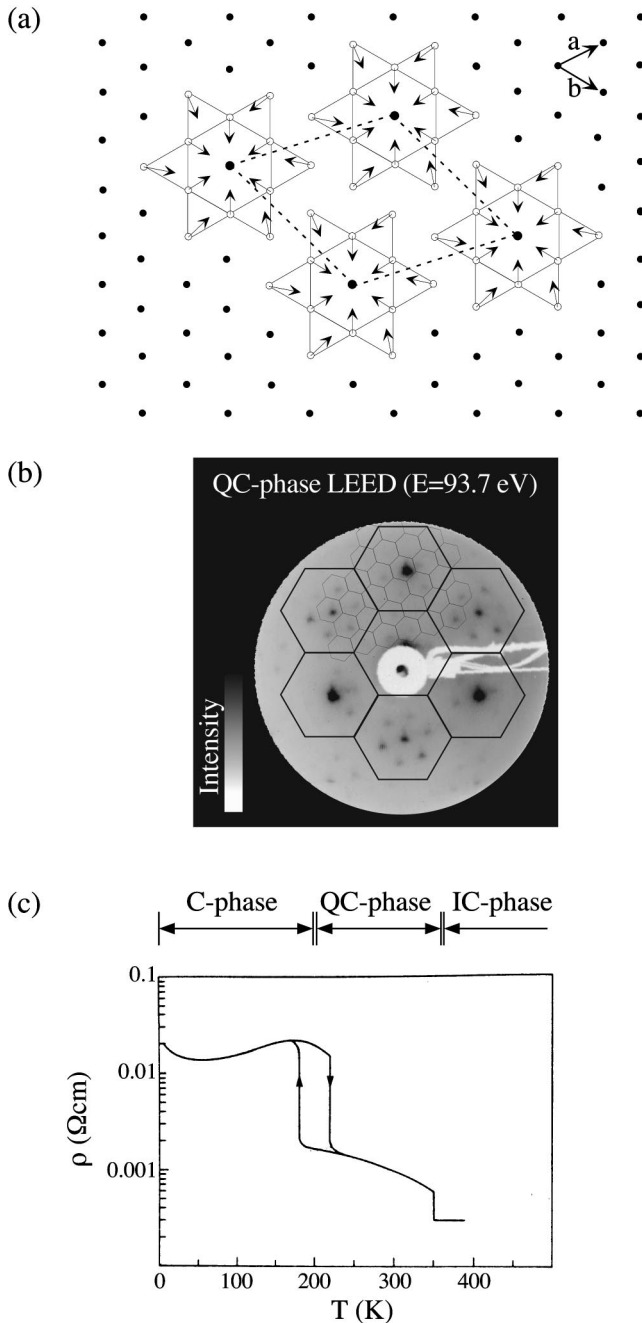 (a)
a
b
(b)
QC-phase LEED (E=93.7 eV)
Intensity
(c)
C-phase QC-phase IC-phase
0.1
0.01
0.001
ρ (Ωcm)
0 100 200 300 400
T (K)